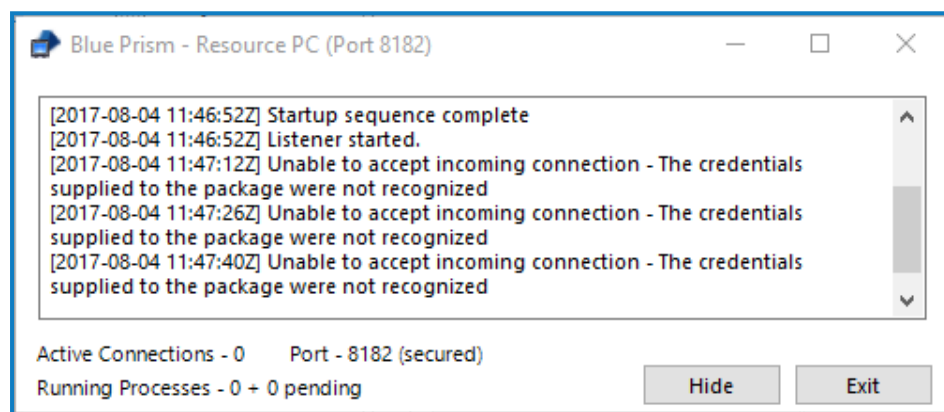 Blue Prism - Resource PC (Port 8182)
[2017-08-04 11:46:52Z] Startup sequence complete
[2017-08-04 11:46:52Z] Listener started.
[2017-08-04 11:47:12Z] Unable to accept incoming connection - The credentials
supplied to the package were not recognized
[2017-08-04 11:47:26Z] Unable to accept incoming connection - The credentials
supplied to the package were not recognized
[2017-08-04 11:47:40Z] Unable to accept incoming connection - The credentials
supplied to the package were not recognized
Active Connections - 0 Port - 8182 (secured)
Running Processes - 0 + 0 pending
Hide Exit